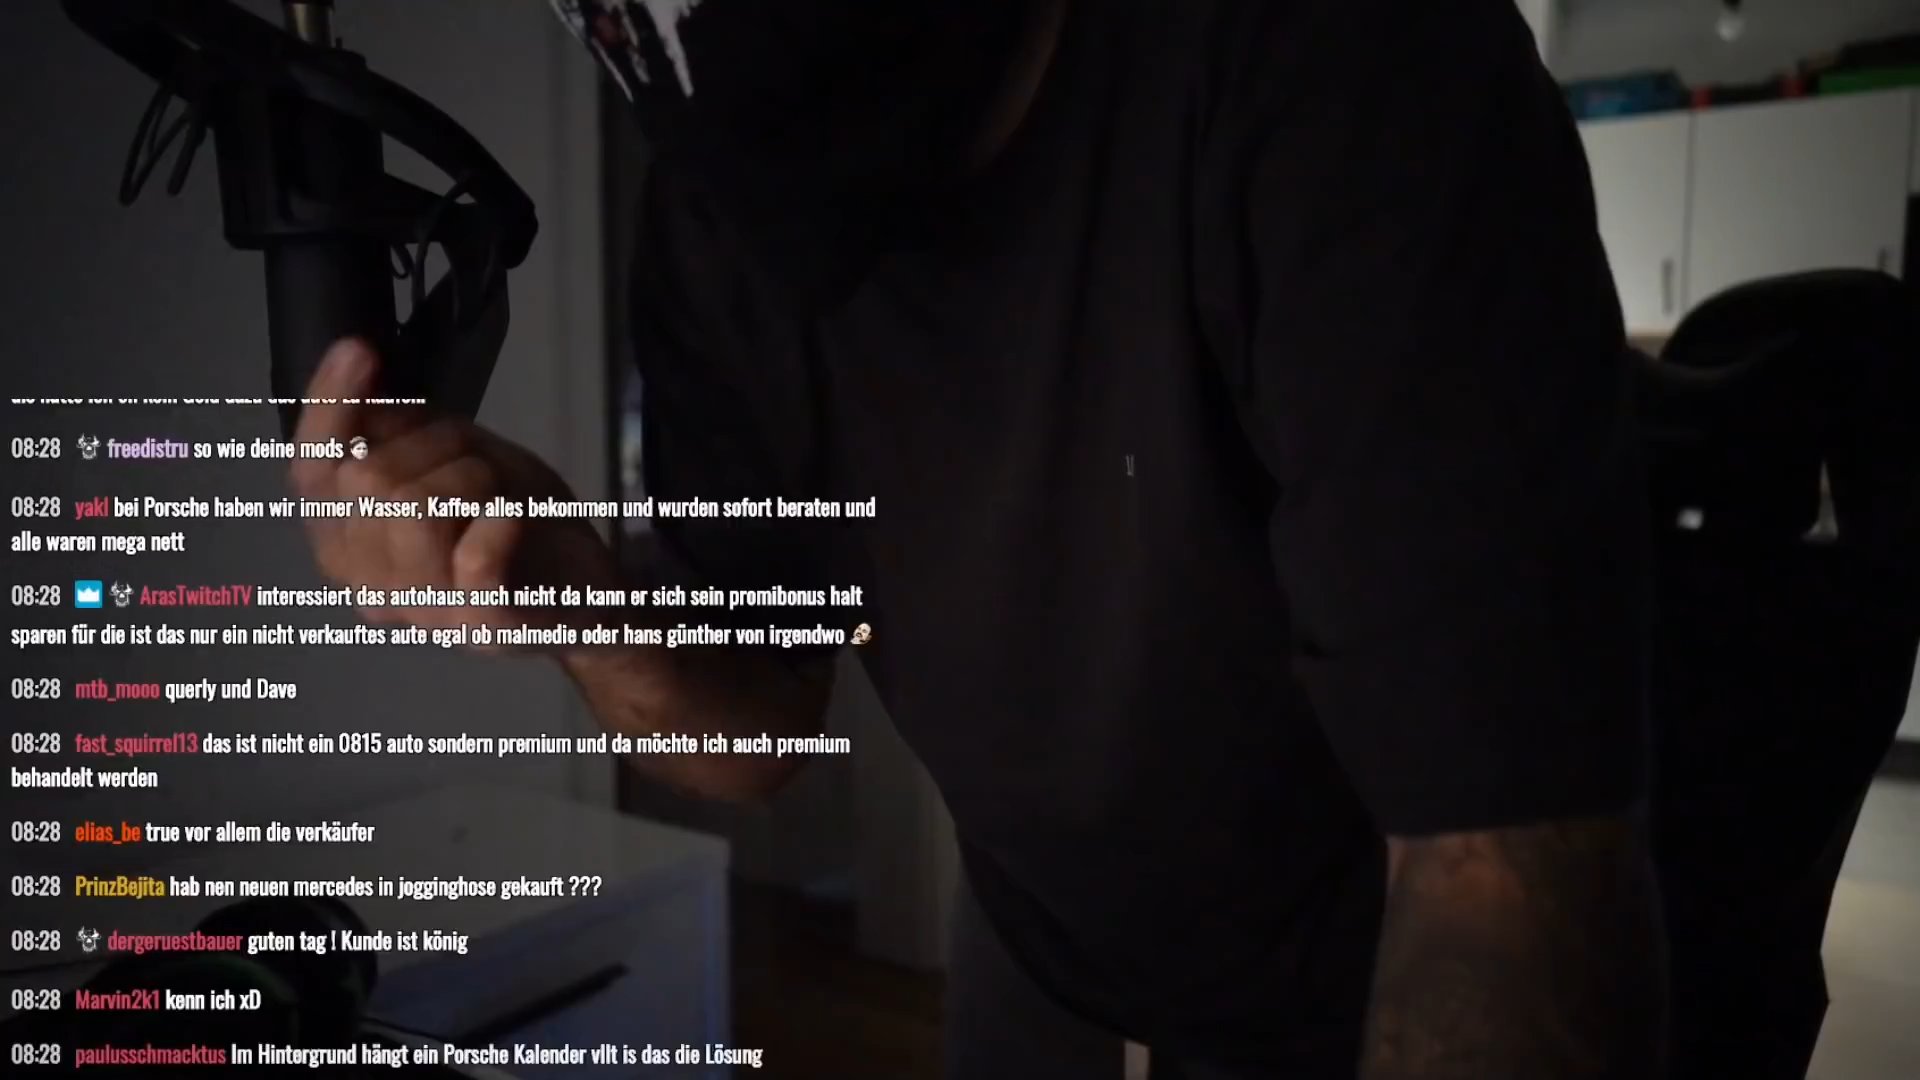 08:28 freedistru so wie deine mods
08:28 yakl bei Porsche haben wir immer Wasser, Kaffee alles bekommen und wurden sofort beraten und
alle waren mega nett
08:28 ArasTwitchTV interessiert das autohaus auch nicht da kann er sich sein promibonus halt
sparen für die ist das nur ein nicht verkauftes aute egal ob malmedie oder hans günther von irgendwo
08:28 mtb_mooo querly und Dave
08:28 fast_squirrel13 das ist nicht ein 0815 auto sondern premium und da möchte ich auch premium
behandelt werden
08:28 elias_be true vor allem die verkäufer
08:28 PrinzBejita hab nen neuen mercedes in jogginghose gekauft ???
08:28 dergeruestbauer guten tag ! Kunde ist könig
08:28 Marvin2k1 kenn ich xD
08:28 paulusschmacktus Im Hintergrund hängt ein Porsche Kalender vllt is das die Lösung